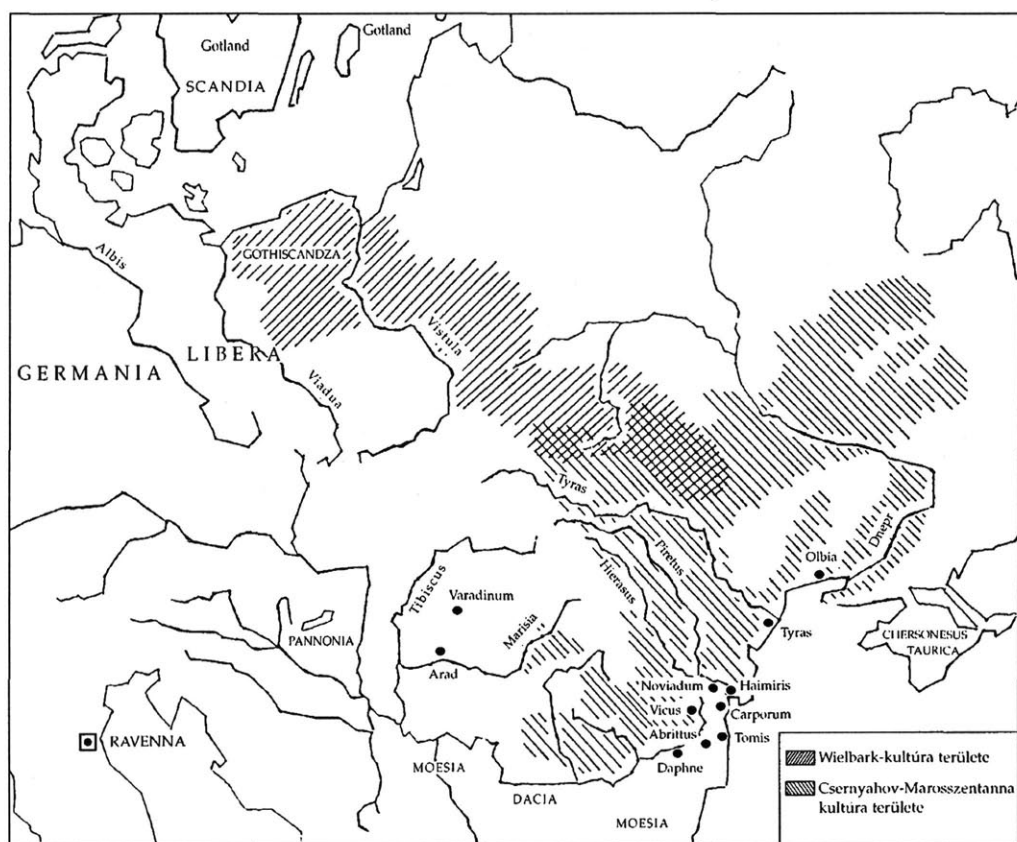 Gotland
Gotland
SCANDIA
GOTHISCANDZA
Albis
Vistula
LIBERA
GERMANIA
Viadua
Tyras
Dnepr
Piretus
Hierasus
Olbia
Tibiscus
Varadinum
Marisia
Tyras
PANNONIA
CHERSONESUS
TAURICA
Arad
Noviadum
Haimiris
Vicus
Carporum
RAVENNA
Abrittus
Tomis
MOESIA
Daphne
DACIA
MOESIA
Wielbark-kultúra területe
Csernyahov-Marosszentanna
kultúra területe